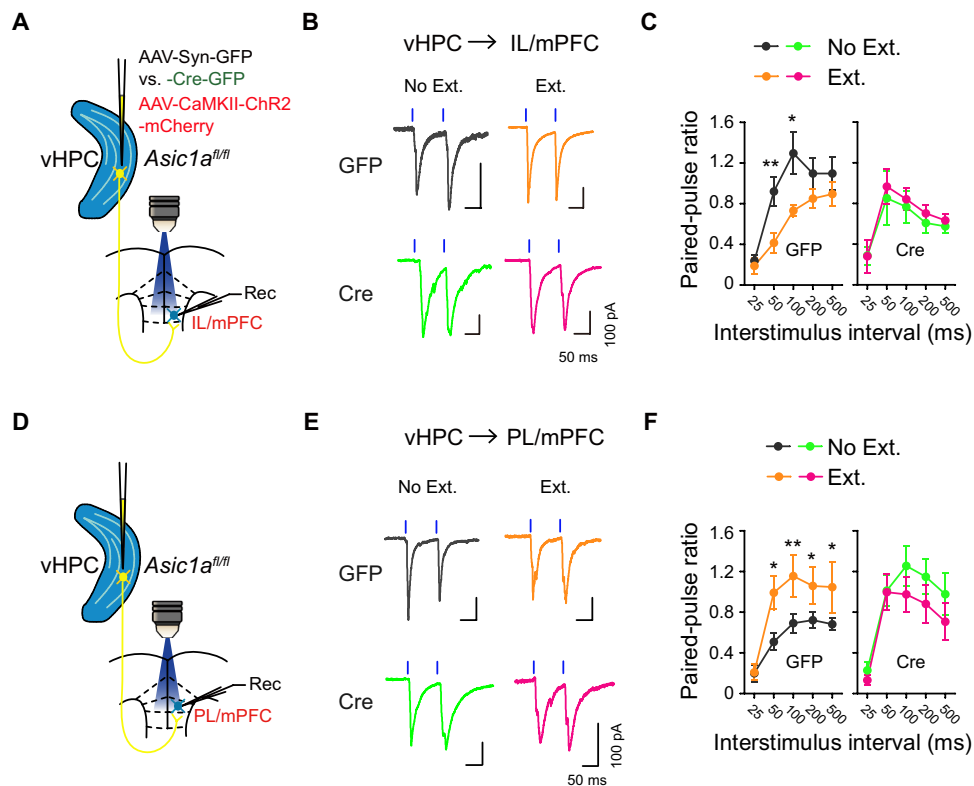 A
AAV-Syn-GFP
vs. -Cre-GFP
AAV-CaMKII-ChR2
-mCherry
vHPC
Asic1a^fl/fl
Rec
IL/mPFC
B
vHPC → IL/mPFC
No Ext. Ext.
GFP
Cre
50 ms
100 pA
C
No Ext.
Ext.
Paired-pulse ratio
1.6
1.2
0.8
0.4
0
** *
GFP
Cre
25 50 100 200 500
25 50 100 200 500
Interstimulus interval (ms)
D
vHPC
Asic1a^fl/fl
Rec
PL/mPFC
E
vHPC → PL/mPFC
No Ext. Ext.
GFP
Cre
50 ms
100 pA
F
No Ext.
Ext.
Paired-pulse ratio
1.6
1.2
0.8
0.4
0
* ** * *
GFP
Cre
25 50 100 200 500
25 50 100 200 500
Interstimulus interval (ms)